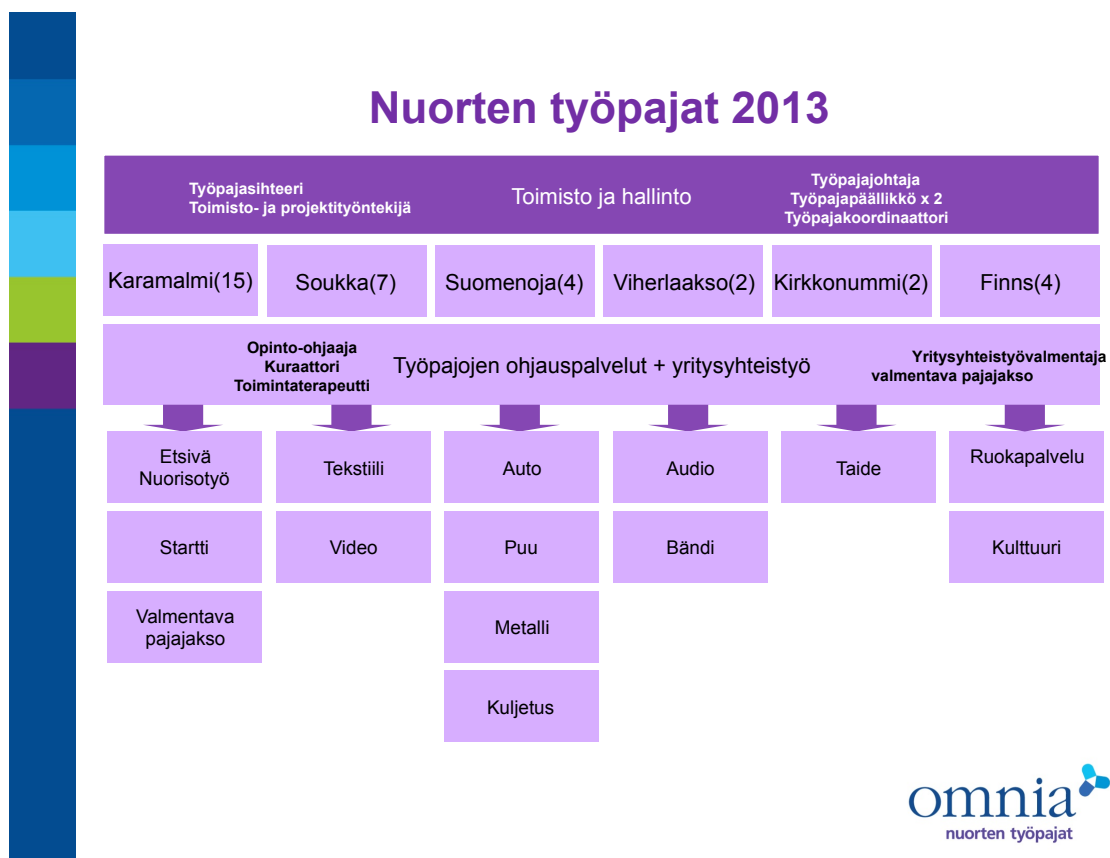 Nuorten työpajat 2013
Työpajasihteeri
Toimisto- ja projektityöntekijä
Toimisto ja hallinto
Työpajajohtaja
Työpajapäällikkö x 2
Työpajakoordinaattori
Karamalmi(15)
Soukka(7)
Suomenoja(4)
Viherlaakso(2)
Kirkkonummi(2)
Finns(4)
Opinto-ohjaaja
Kuraattori
Toimintaterapeutti
Työpajojen ohjauspalvelut + yritysyhteistyö
Yritysyhteistyövalmentaja
valmentava pajajakso
Etsivä
Nuorisotyö
Tekstiili
Auto
Audio
Taide
Ruokapalvelu
Startti
Video
Puu
Bändi
Kulttuuri
Valmentava
pajajakso
Metalli
Kuljetus
omnia
nuorten työpajat